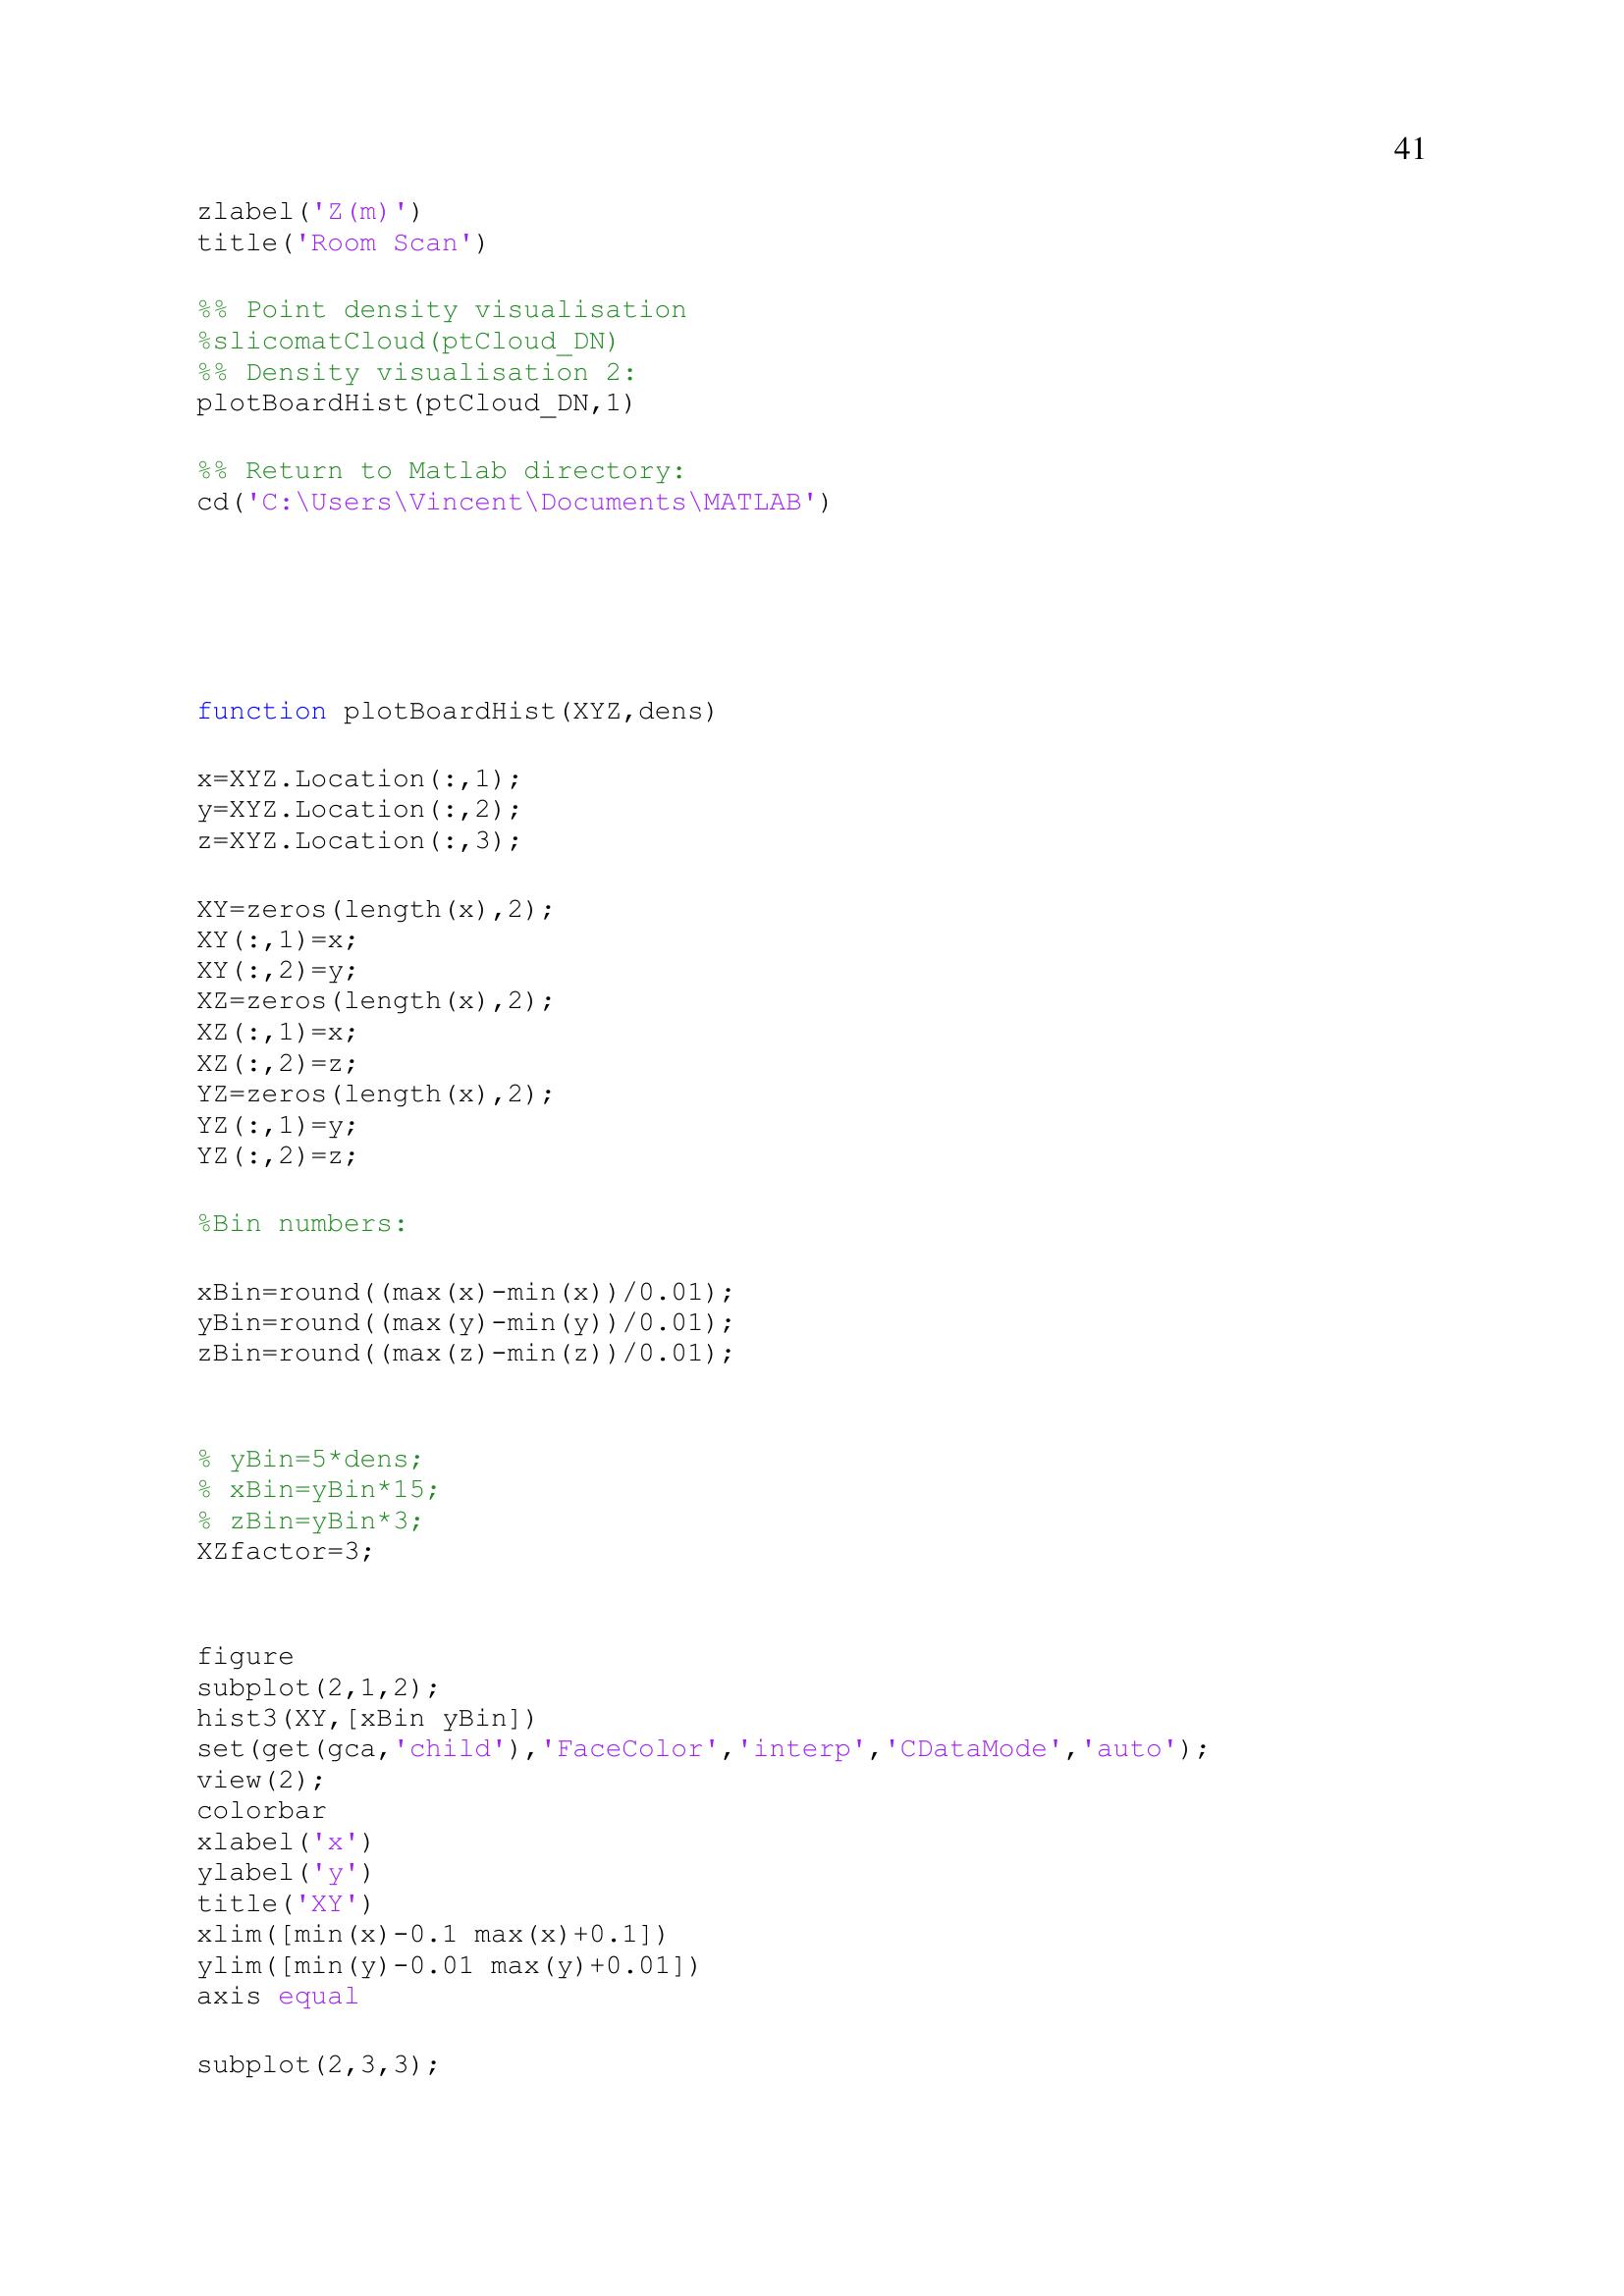 41
zlabel('Z(m)')
title('Room Scan')
%% Point density visualisation
%slicomatCloud(ptCloud_DN)
%% Density visualisation 2:
plotBoardHist(ptCloud_DN,1)
%% Return to Matlab directory:
cd('C:\Users\Vincent\Documents\MATLAB')
function plotBoardHist(XYZ,dens)
x=XYZ.Location(:,1);
y=XYZ.Location(:,2);
z=XYZ.Location(:,3);
XY=zeros(length(x),2);
XY(:,1)=x;
XY(:,2)=y;
XZ=zeros(length(x),2);
XZ(:,1)=x;
XZ(:,2)=z;
YZ=zeros(length(x),2);
YZ(:,1)=y;
YZ(:,2)=z;
%Bin numbers:
xBin=round((max(x)-min(x))/0.01);
yBin=round((max(y)-min(y))/0.01);
zBin=round((max(z)-min(z))/0.01);
% yBin=5*dens;
% xBin=yBin*15;
% zBin=yBin*3;
XZfactor=3;
figure
subplot(2,1,2);
hist3(XY,[xBin yBin])
set(get(gca,'child'),'FaceColor','interp','CDataMode','auto');
view(2);
colorbar
xlabel('x')
ylabel('y')
title('XY')
xlim([min(x)-0.1 max(x)+0.1])
ylim([min(y)-0.01 max(y)+0.01])
axis equal
subplot(2,3,3);